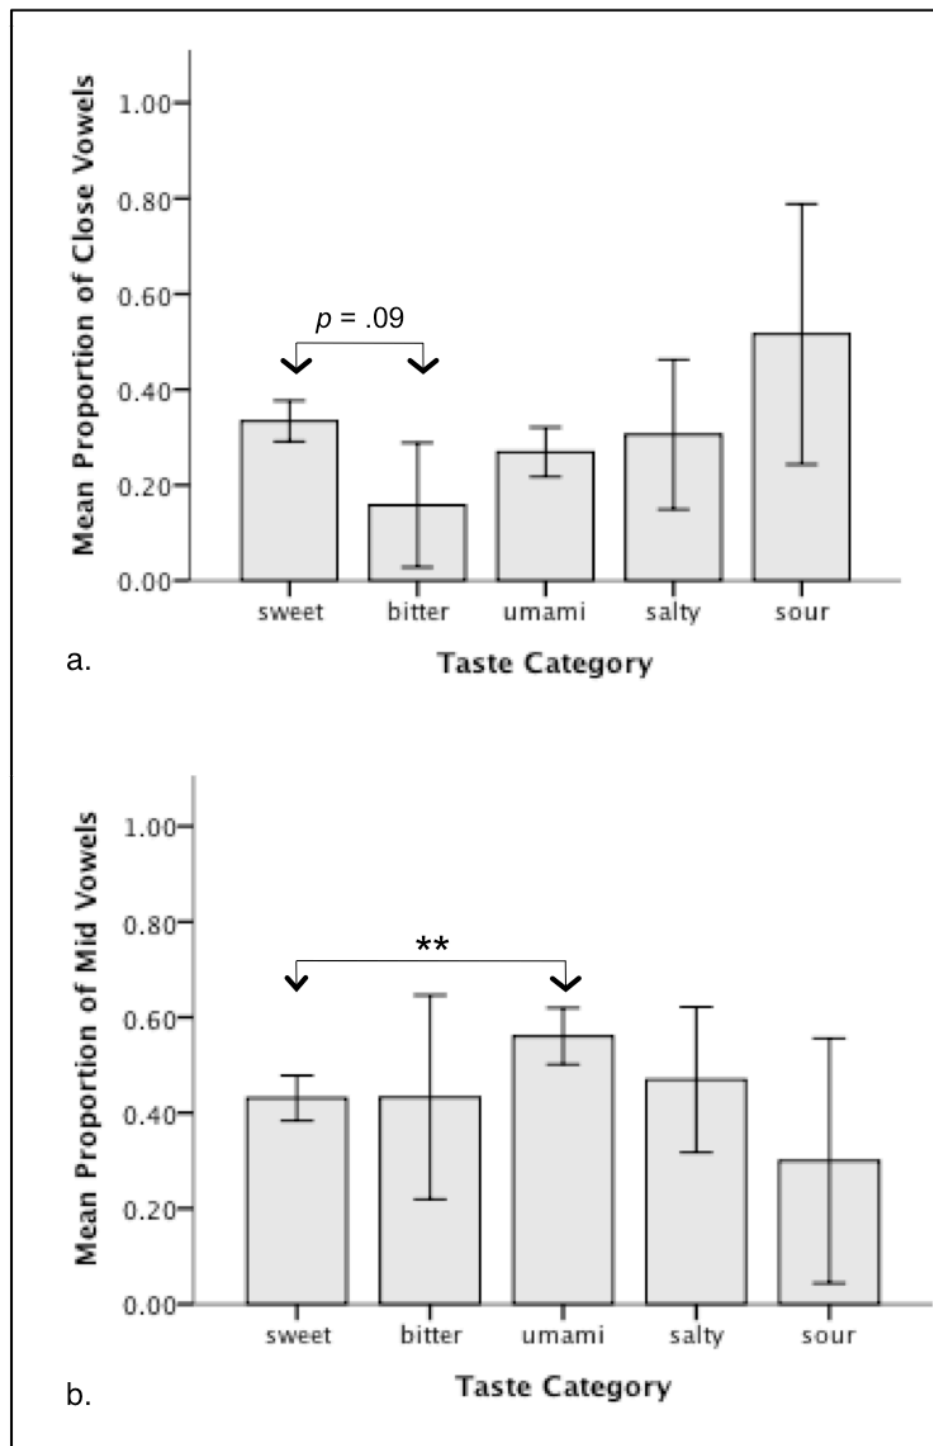 Mean Proportion of Close Vowels
1.00
0.80
0.60
0.40
0.20
0.00
p = .09
sweet bitter umami salty sour
Taste Category
a.
Mean Proportion of Mid Vowels
1.00
0.80
0.60
0.40
0.20
0.00
**
sweet bitter umami salty sour
Taste Category
b.